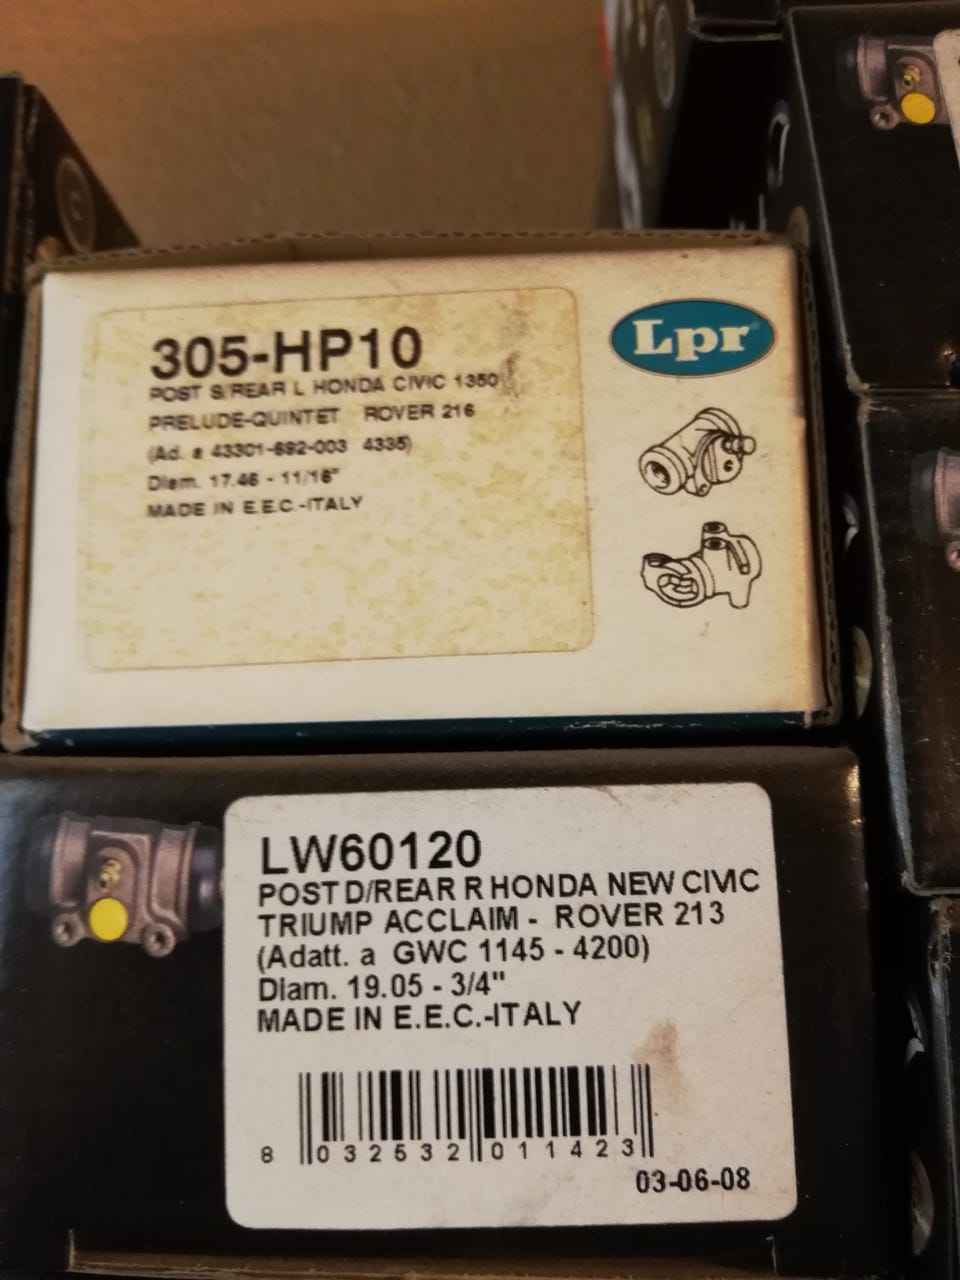 305-HP10
POST S/REAR L HONDA CIVIC 1350
PRELUDE-QUINTET ROVER 216
(Ad. a 43301-692-003 4335)
Diam. 17.46 - 11/16"
MADE IN E.E.C.-ITALY
Lpr
LW60120
POST D/REAR R HONDA NEW CIVIC
TRIUMP ACCLAIM - ROVER 213
(Adatt. a GWC 1145 - 4200)
Diam. 19.05 - 3/4"
MADE IN E.E.C.-ITALY
8 032532 011423
03-06-08